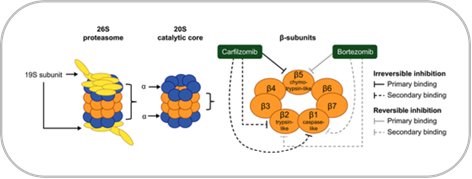 26S
proteasome
20S
catalytic core
β-subunits
Carfilzomib
Bortezomib
19S subunit
α
α
β5
chymo-
trypsin-like
β4
β6
β3
β7
β2
trypsin-
like
β1
caspase-
like
Irreversible inhibition
Primary binding
Secondary binding
Reversible inhibition
Primary binding
Secondary binding